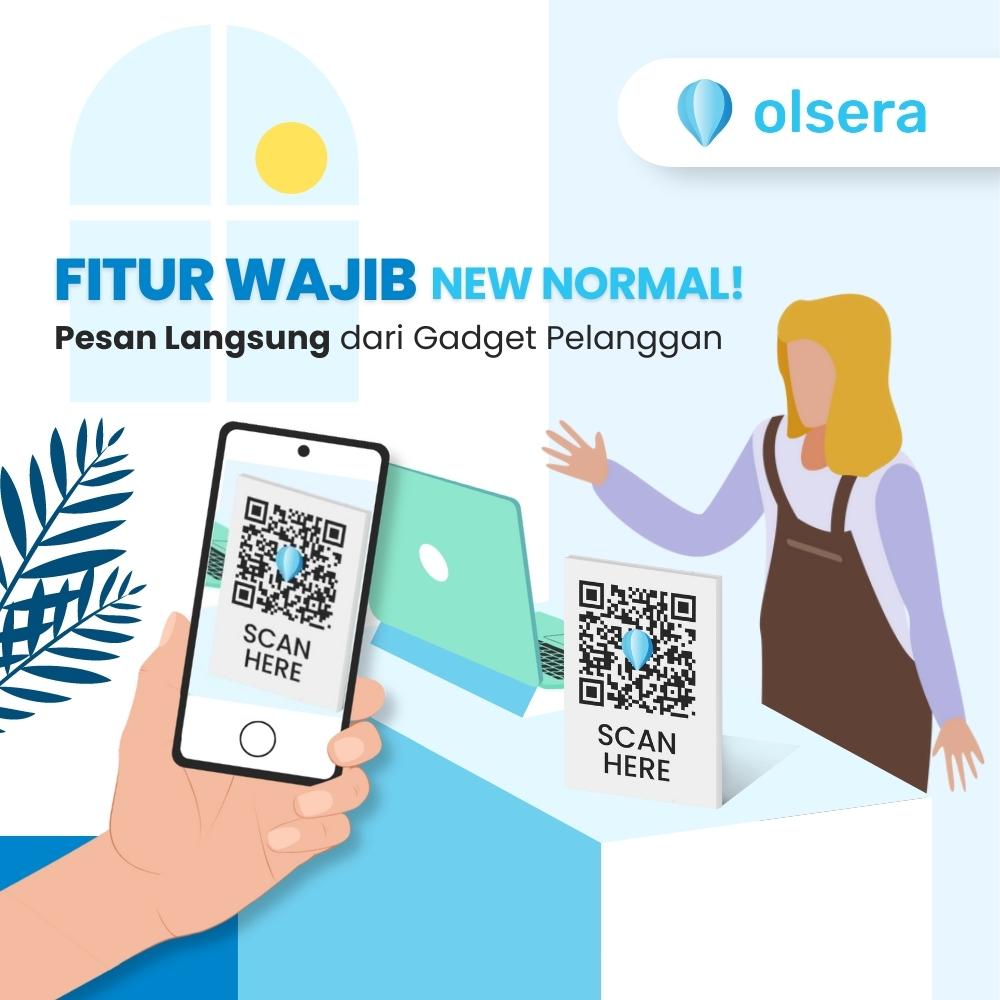 olsera
FITUR WAJIB NEW NORMAL!
Pesan Langsung dari Gadget Pelanggan
SCAN
HERE
SCAN
HERE